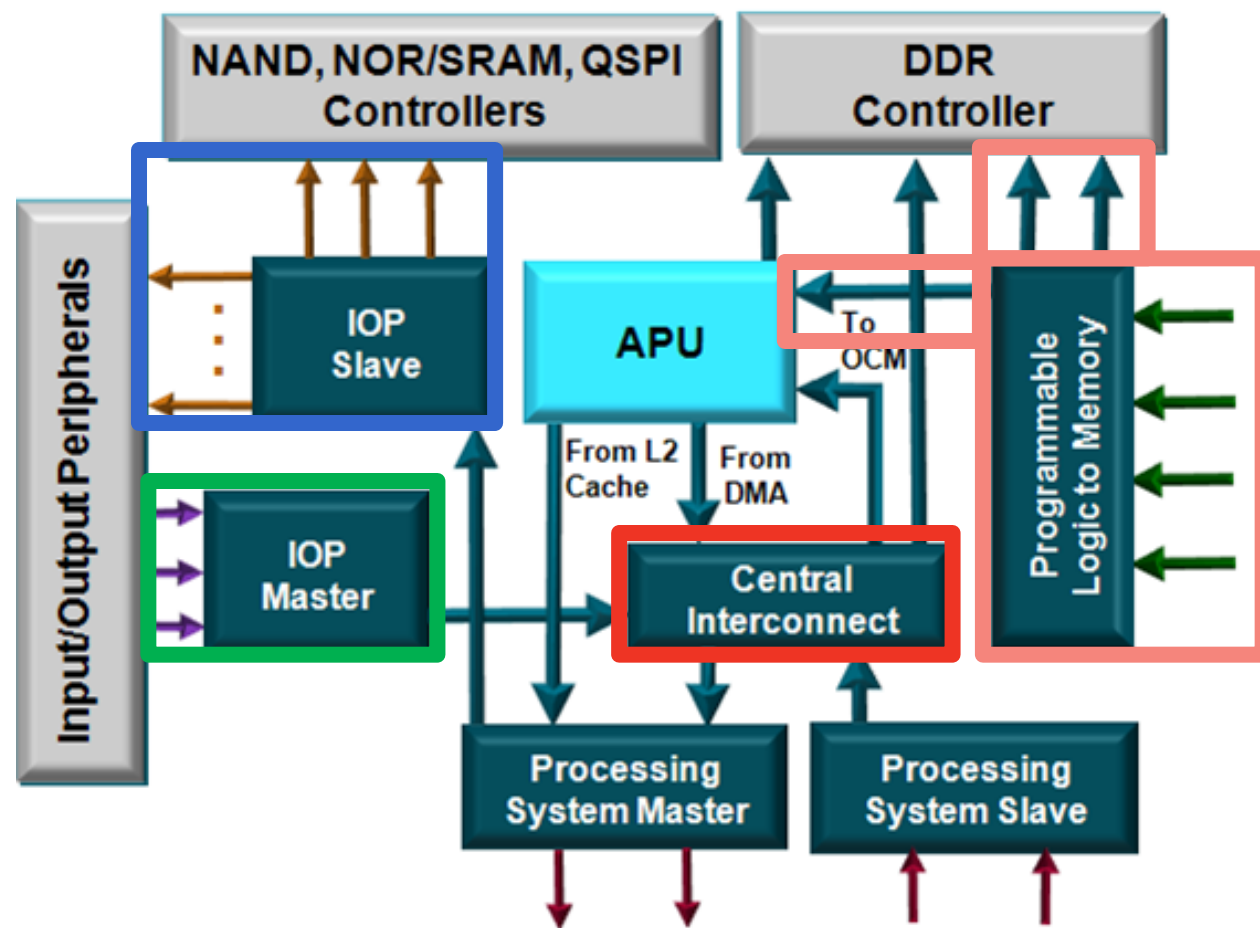 NAND, NOR/SRAM, QSPI
Controllers
DDR
Controller
Input/Output Peripherals
IOP
Slave
APU
To
OCM
Programmable
Logic to Memory
From L2
Cache
From
DMA
IOP
Master
Central
Interconnect
Processing
System Master
Processing
System Slave